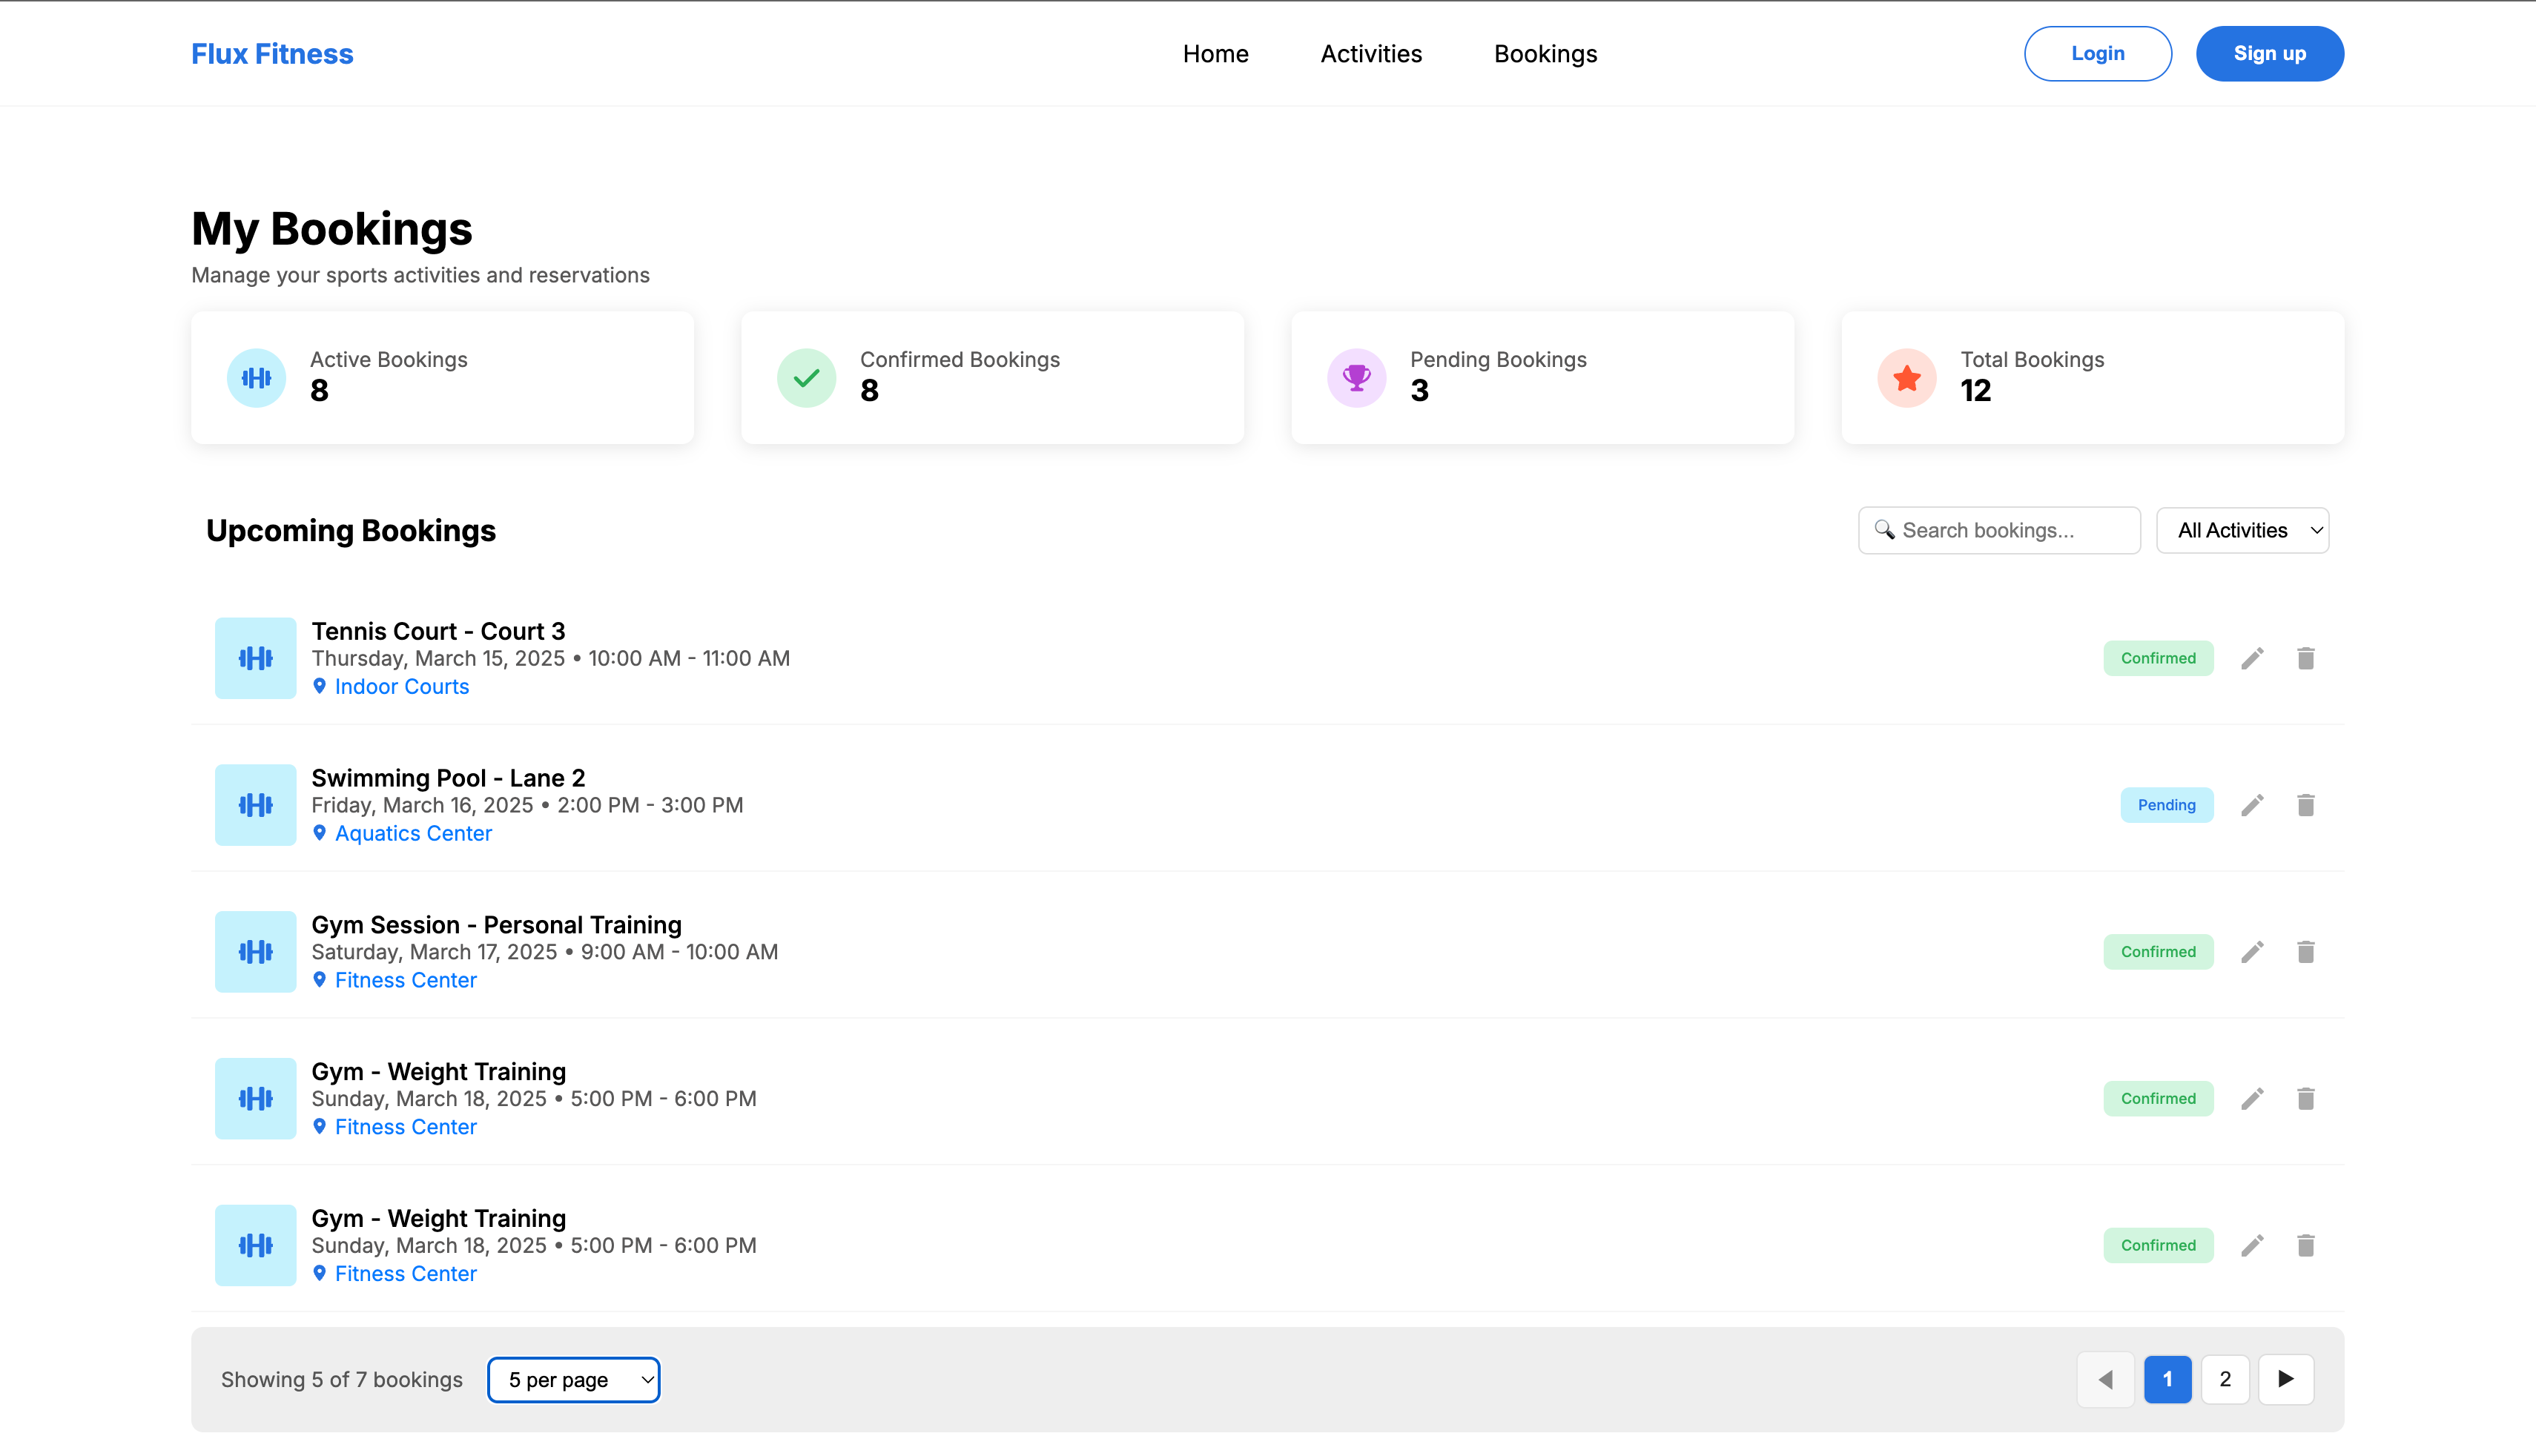 Flux Fitness
Home
Activities
Bookings
Login
Sign up
My Bookings
Manage your sports activities and reservations
Active Bookings
8
Confirmed Bookings
8
Pending Bookings
3
Total Bookings
12
Upcoming Bookings
Search bookings...
All Activities
Tennis Court - Court 3
Thursday, March 15, 2025 • 10:00 AM - 11:00 AM
Indoor Courts
Confirmed
Swimming Pool - Lane 2
Friday, March 16, 2025 • 2:00 PM - 3:00 PM
Aquatics Center
Pending
Gym Session - Personal Training
Saturday, March 17, 2025 • 9:00 AM - 10:00 AM
Fitness Center
Confirmed
Gym - Weight Training
Sunday, March 18, 2025 • 5:00 PM - 6:00 PM
Fitness Center
Confirmed
Gym - Weight Training
Sunday, March 18, 2025 • 5:00 PM - 6:00 PM
Fitness Center
Confirmed
Showing 5 of 7 bookings
5 per page
1
2